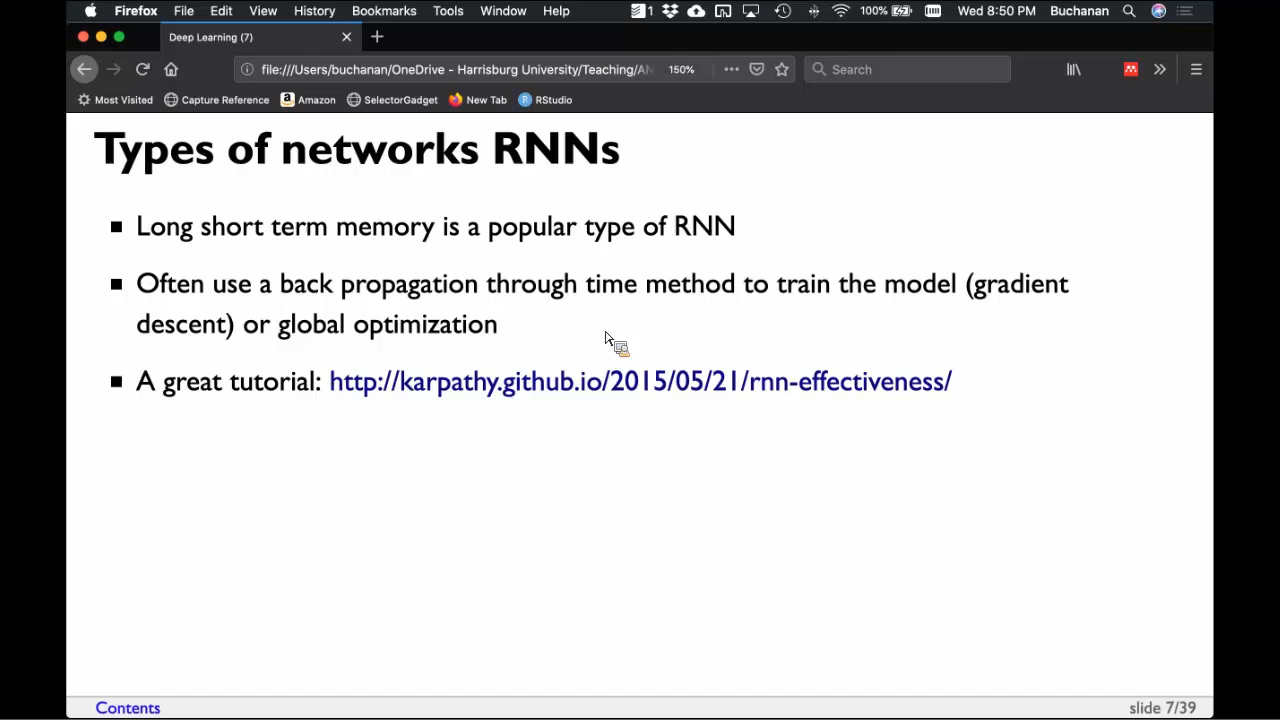 Firefox File Edit View History Bookmarks Tools Window Help 1 100% Wed 8:50 PM Buchanan
Deep Learning (7)
file:///Users/buchanan/OneDrive - Harrisburg University/Teaching/AN 150% Search
Most Visited Capture Reference Amazon SelectorGadget New Tab RStudio
Types of networks RNNs
Long short term memory is a popular type of RNN
Often use a back propagation through time method to train the model (gradient
descent) or global optimization
A great tutorial: http://karpathy.github.io/2015/05/21/rnn-effectiveness/
Contents slide 7/39